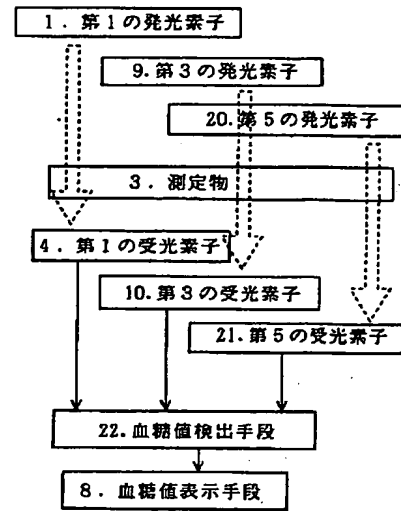 1．第1の発光素子
9.第3の発光素子
20.第5の発光素子
3．測定物
4．第1の受光素子
10.第3の受光素子
21.第5の受光素子
22.血糖値検出手段
8．血糖値表示手段